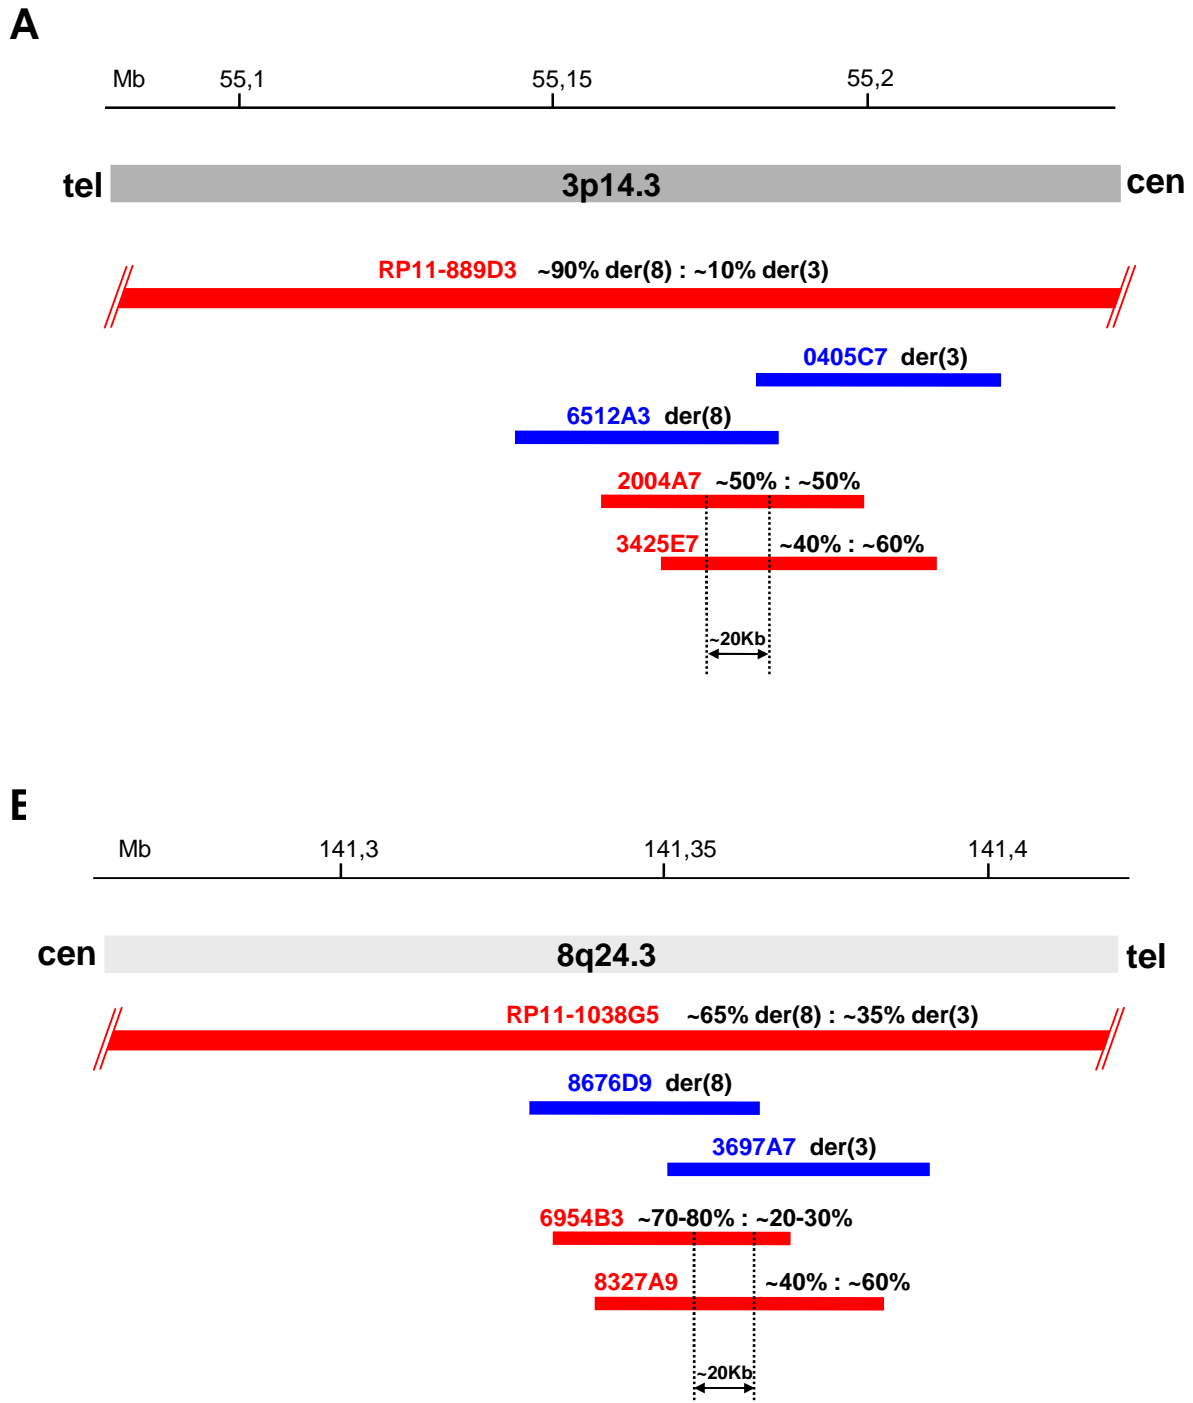 A
Mb 55,1 55,15 55,2
tel 3p14.3 cen
RP11-889D3 ~90% der(8) : ~10% der(3)
0405C7 der(3)
6512A3 der(8)
2004A7 ~50% : ~50%
3425E7 ~40% : ~60%
~20Kb
Mb 141,3 141,35 141,4
cen 8q24.3 tel
RP11-1038G5 ~65% der(8) : ~35% der(3)
8676D9 der(8)
3697A7 der(3)
6954B3 ~70-80% : ~20-30%
8327A9 ~40% : ~60%
~20Kb